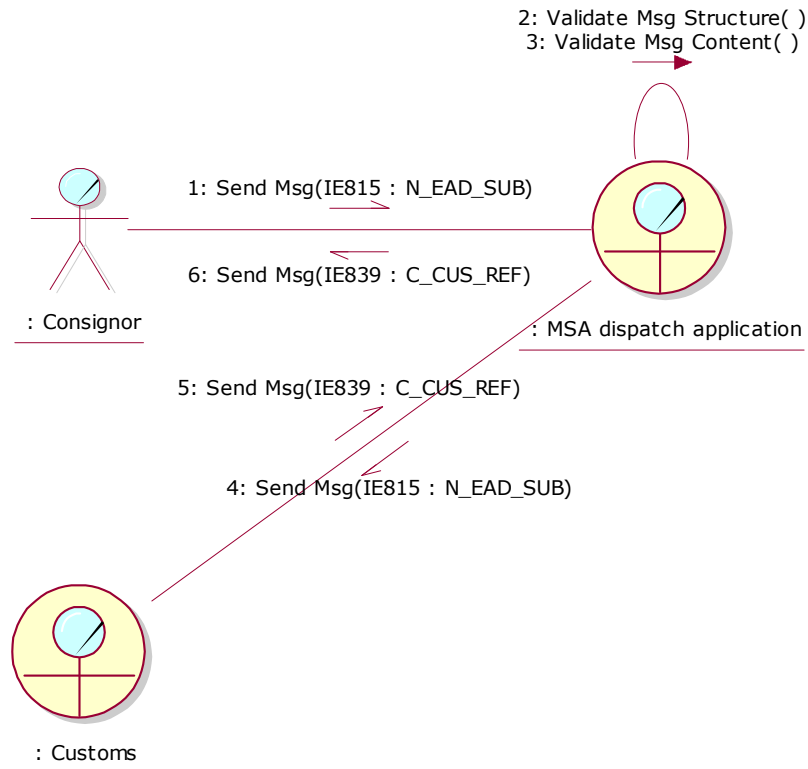 2: Validate Msg Structure( )
3: Validate Msg Content( )
1: Send Msg(IE815 : N_EAD_SUB)
6: Send Msg(IE839 : C_CUS_REF)
: Consignor
: MSA dispatch application
5: Send Msg(IE839 : C_CUS_REF)
4: Send Msg(IE815 : N_EAD_SUB)
: Customs